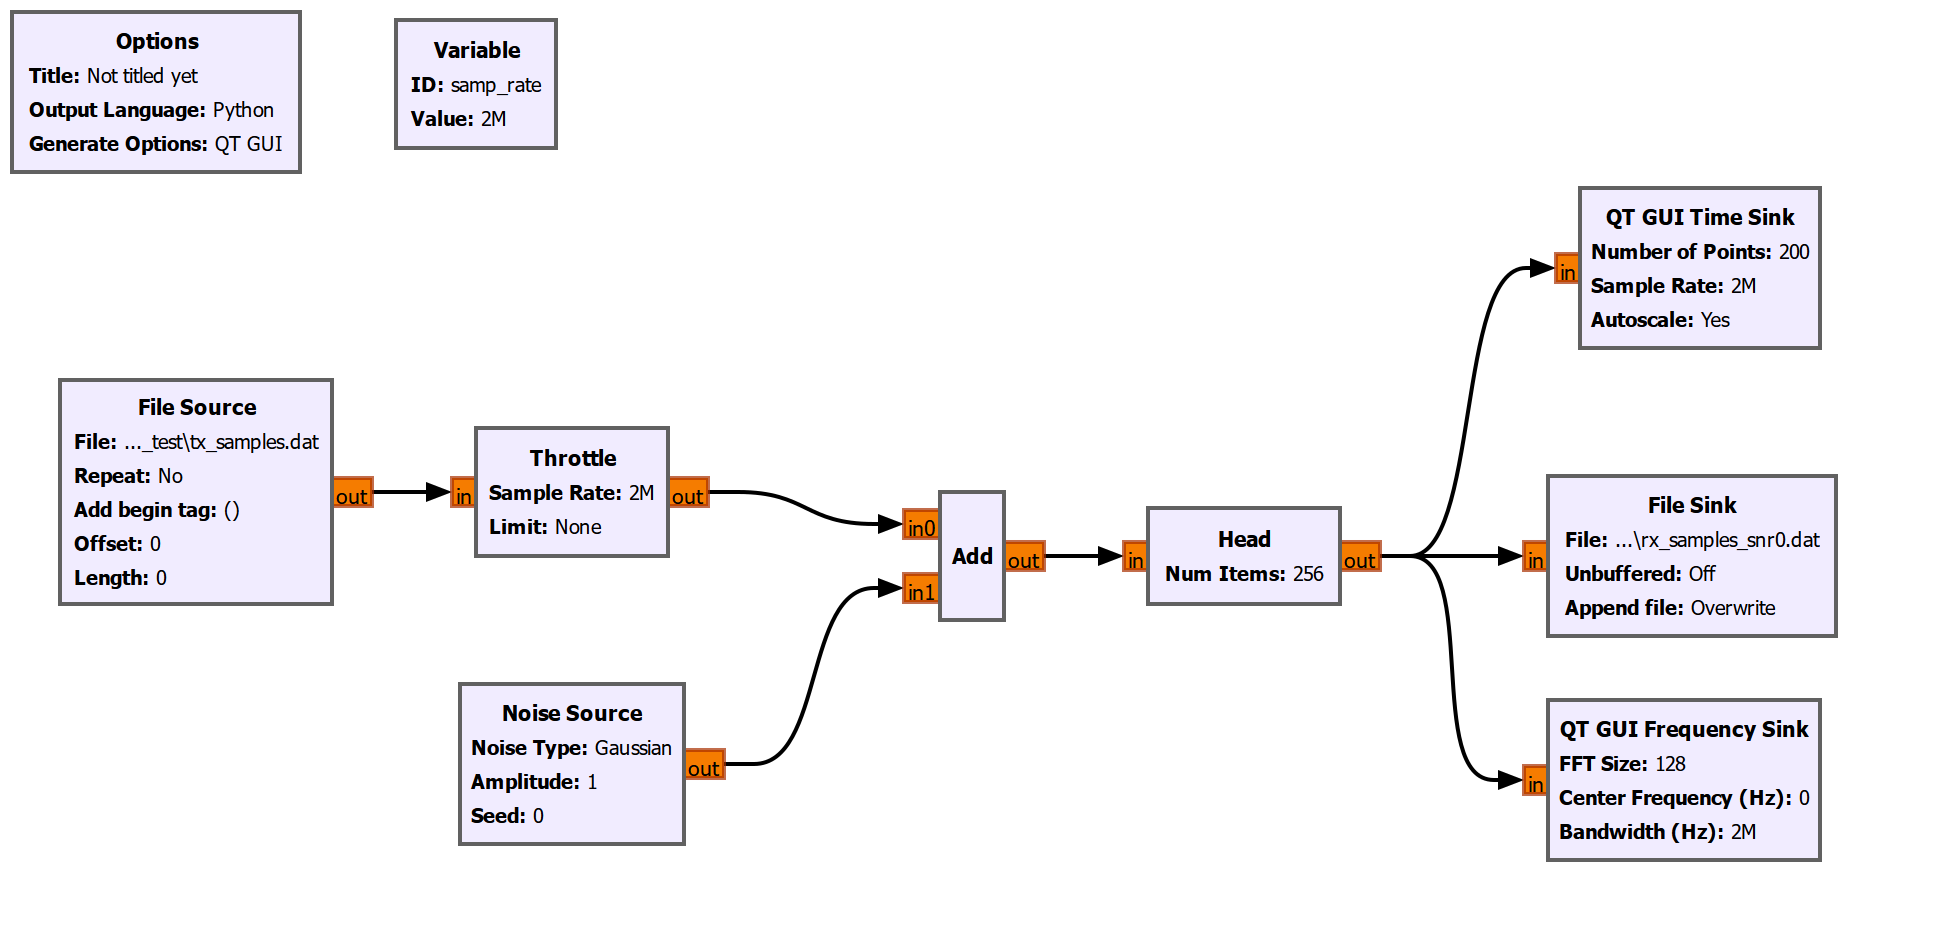 Options
Title: Not titled yet
Output Language: Python
Generate Options: QT GUI
Variable
ID: samp_rate
Value: 2M
QT GUI Time Sink
Number of Points: 200
Sample Rate: 2M
Autoscale: Yes
in
File Source
File: ..._test\tx_samples.dat
Repeat: No
Add begin tag: ()
Offset: 0
Length: 0
out
in
Throttle
Sample Rate: 2M
Limit: None
out
in0
in1
Add
out
in
Head
Num Items: 256
out
in
File Sink
File: ...\rx_samples_snr0.dat
Unbuffered: Off
Append file: Overwrite
Noise Source
Noise Type: Gaussian
Amplitude: 1
Seed: 0
out
in
QT GUI Frequency Sink
FFT Size: 128
Center Frequency (Hz): 0
Bandwidth (Hz): 2M